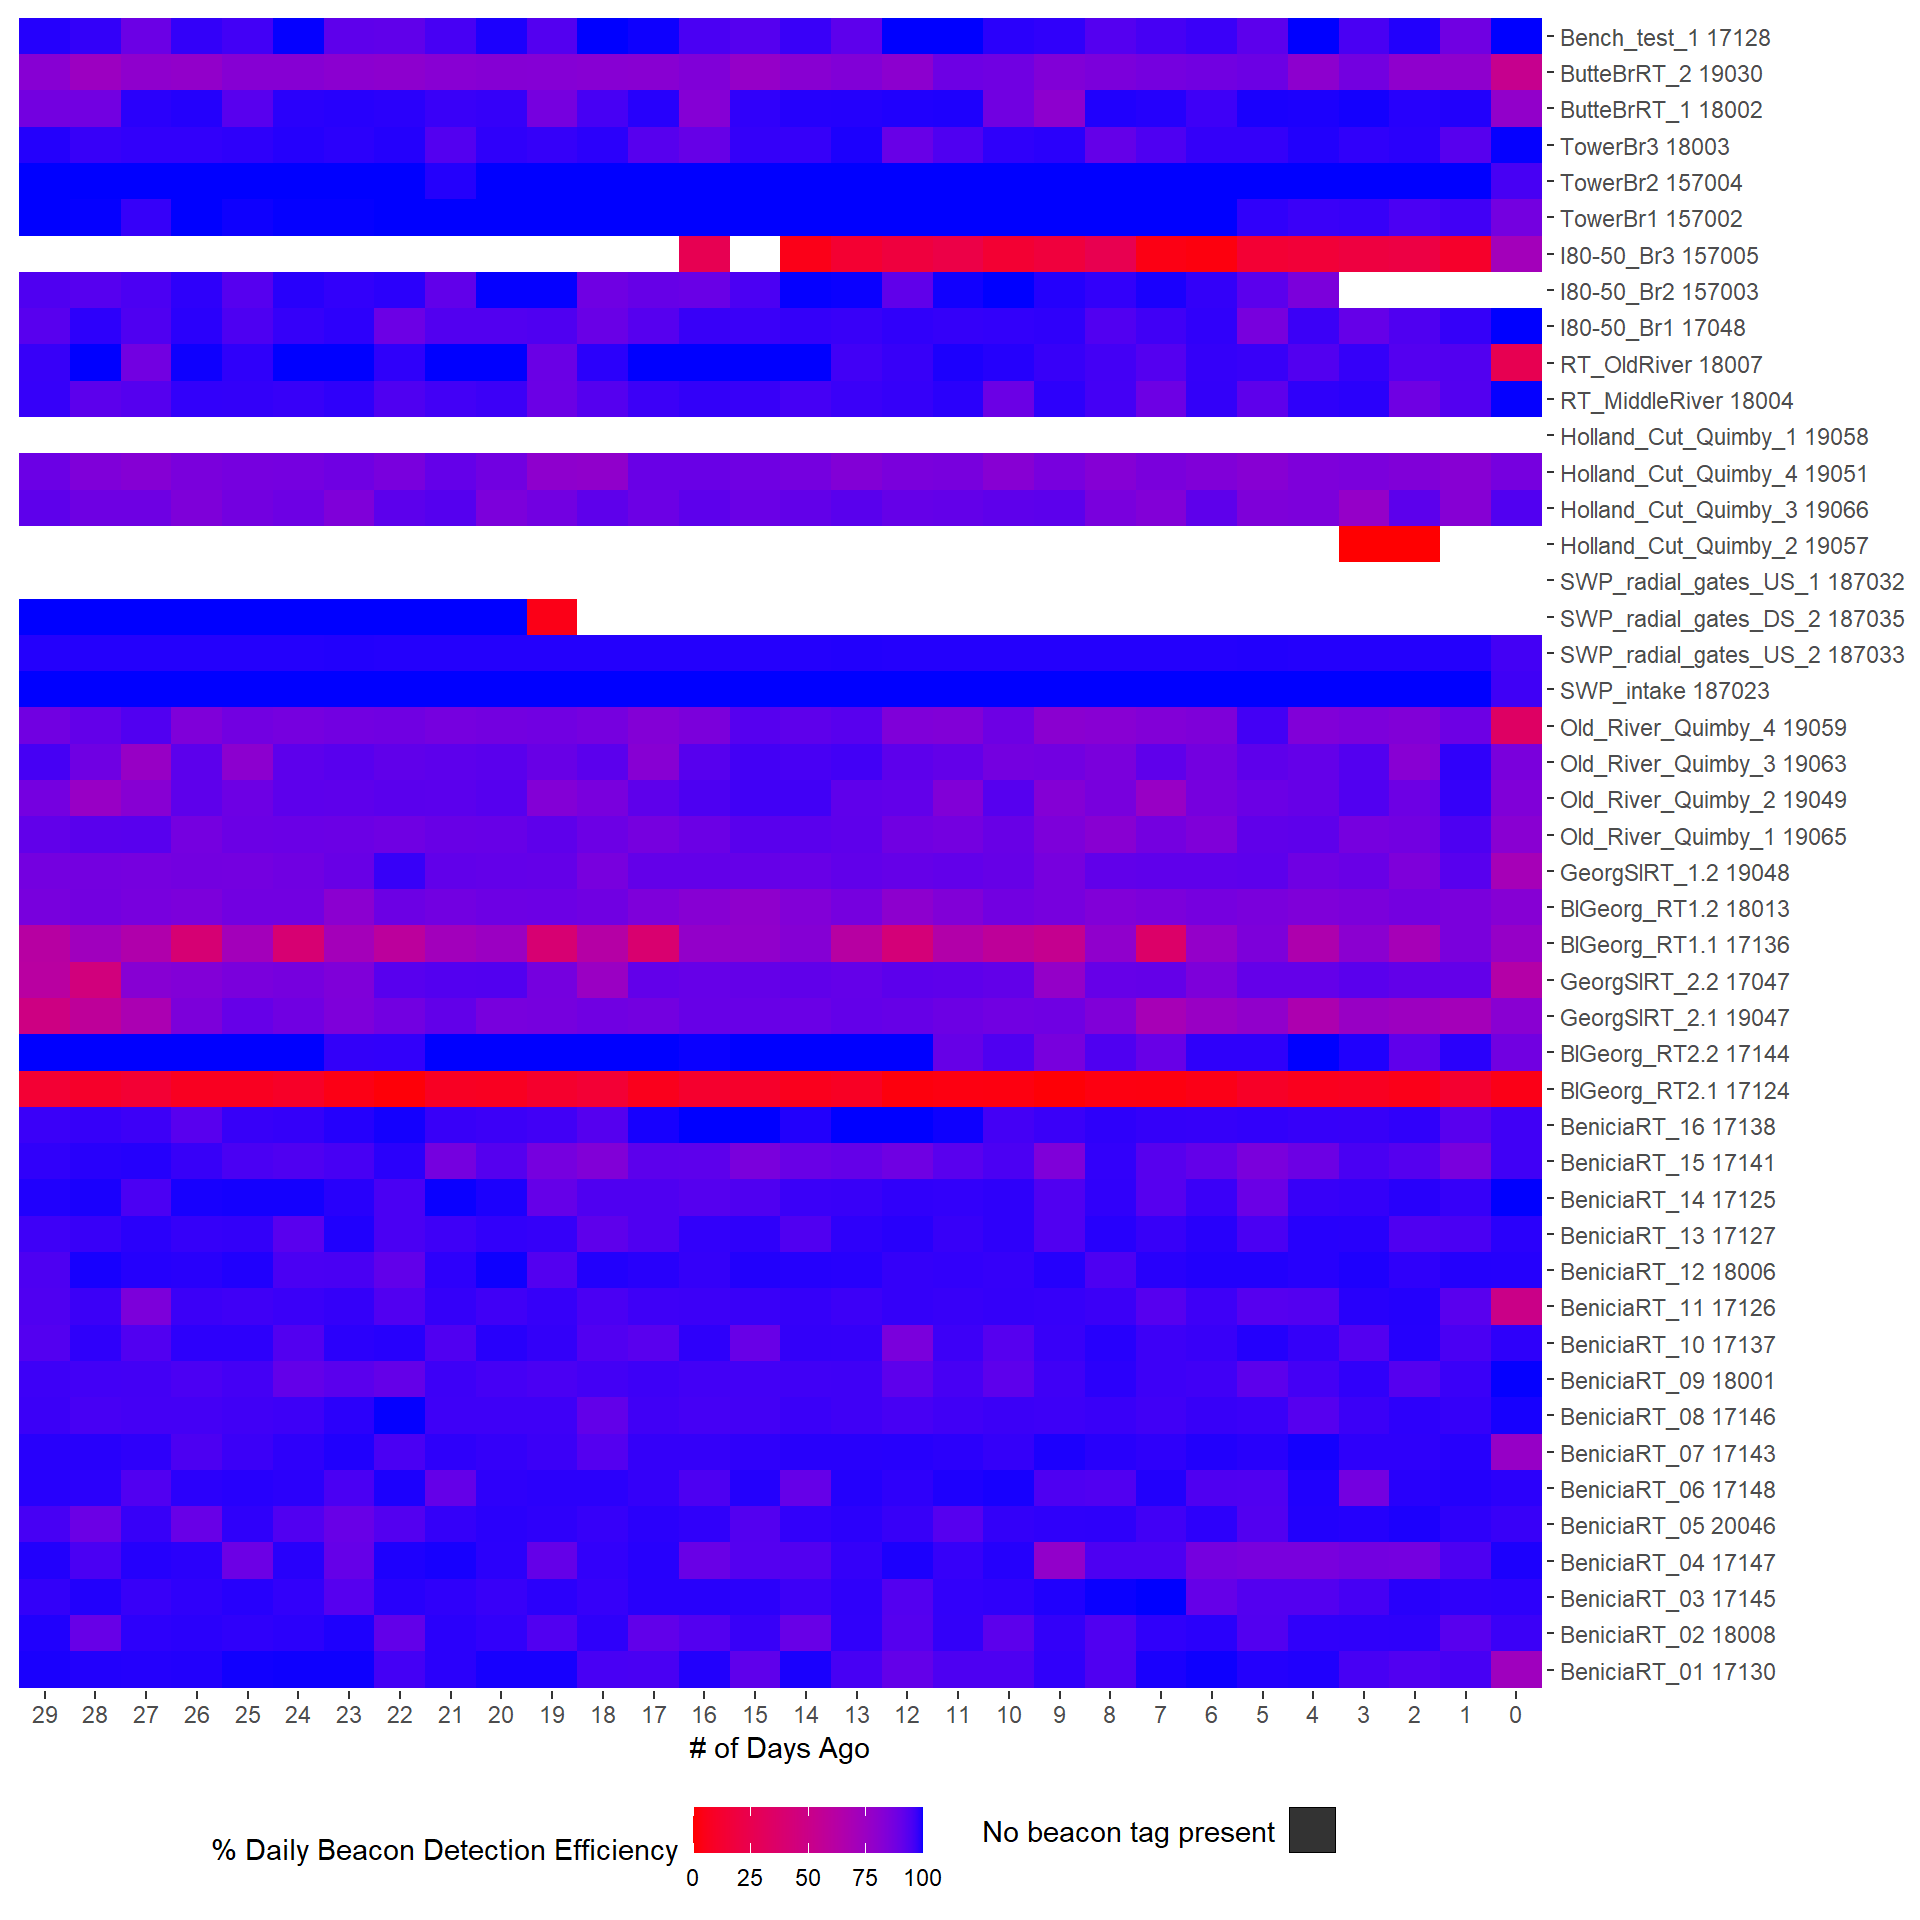 Bench_test_1 17128
ButteBrRT_2 19030
ButteBrRT_1 18002
TowerBr3 18003
TowerBr2 157004
TowerBr1 157002
I80-50_Br3 157005
I80-50_Br2 157003
I80-50_Br1 17048
RT_OldRiver 18007
RT_MiddleRiver 18004
Holland_Cut_Quimby_1 19058
Holland_Cut_Quimby_4 19051
Holland_Cut_Quimby_3 19066
Holland_Cut_Quimby_2 19057
SWP_radial_gates_US_1 187032
SWP_radial_gates_DS_2 187035
SWP_radial_gates_US_2 187033
SWP_intake 187023
Old_River_Quimby_4 19059
Old_River_Quimby_3 19063
Old_River_Quimby_2 19049
Old_River_Quimby_1 19065
GeorgSlRT_1.2 19048
BlGeorg_RT1.2 18013
BlGeorg_RT1.1 17136
GeorgSlRT_2.2 17047
GeorgSlRT_2.1 19047
BlGeorg_RT2.2 17144
BlGeorg_RT2.1 17124
BeniciaRT_16 17138
BeniciaRT_15 17141
BeniciaRT_14 17125
BeniciaRT_13 17127
BeniciaRT_12 18006
BeniciaRT_11 17126
BeniciaRT_10 17137
BeniciaRT_09 18001
BeniciaRT_08 17146
BeniciaRT_07 17143
BeniciaRT_06 17148
BeniciaRT_05 20046
BeniciaRT_04 17147
BeniciaRT_03 17145
BeniciaRT_02 18008
BeniciaRT_01 17130
29 28 27 26 25 24 23 22 21 20 19 18 17 16 15 14 13 12 11 10 9 8 7 6 5 4 3 2 1 0
# of Days Ago
% Daily Beacon Detection Efficiency
0 25 50 75 100
No beacon tag present